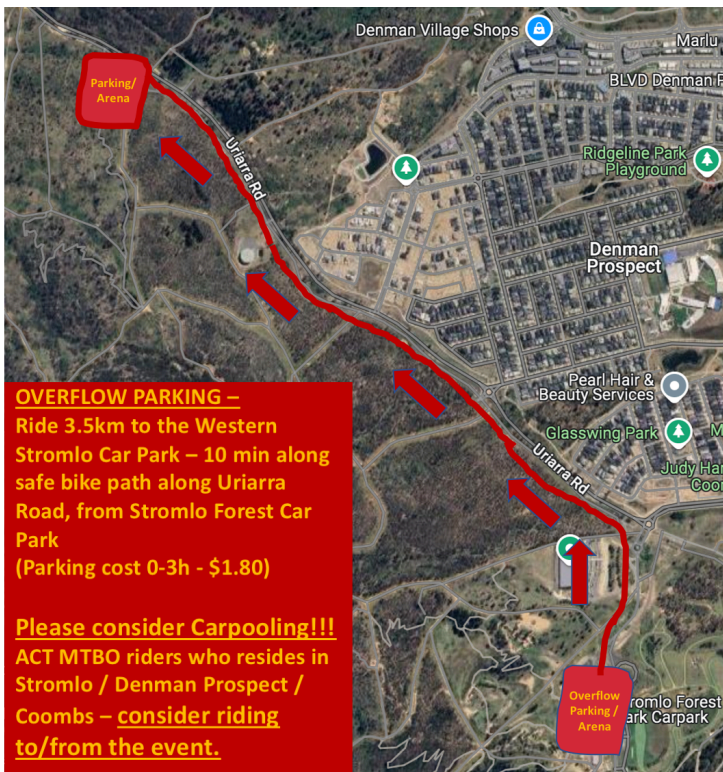 Denman Village Shops
Marlu
BLVD Denman P
Parking/
Arena
Uriarra Rd
Ridgeline Park
Playground
Denman
Prospect
Pearl Hair &
Beauty Services
Glasswing Park
M
Judy Har
Coor
Uriarra Rd
OVERFLOW PARKING –
Ride 3.5km to the Western
Stromlo Car Park – 10 min along
safe bike path along Uriarra
Road, from Stromlo Forest Car
Park
(Parking cost 0-3h - $1.80)
Please consider Carpooling!!!
ACT MTBO riders who resides in
Stromlo / Denman Prospect /
Coombs – consider riding
to/from the event.
Overflow
Parking /
Arena
tromlo Forest
ark Carpark